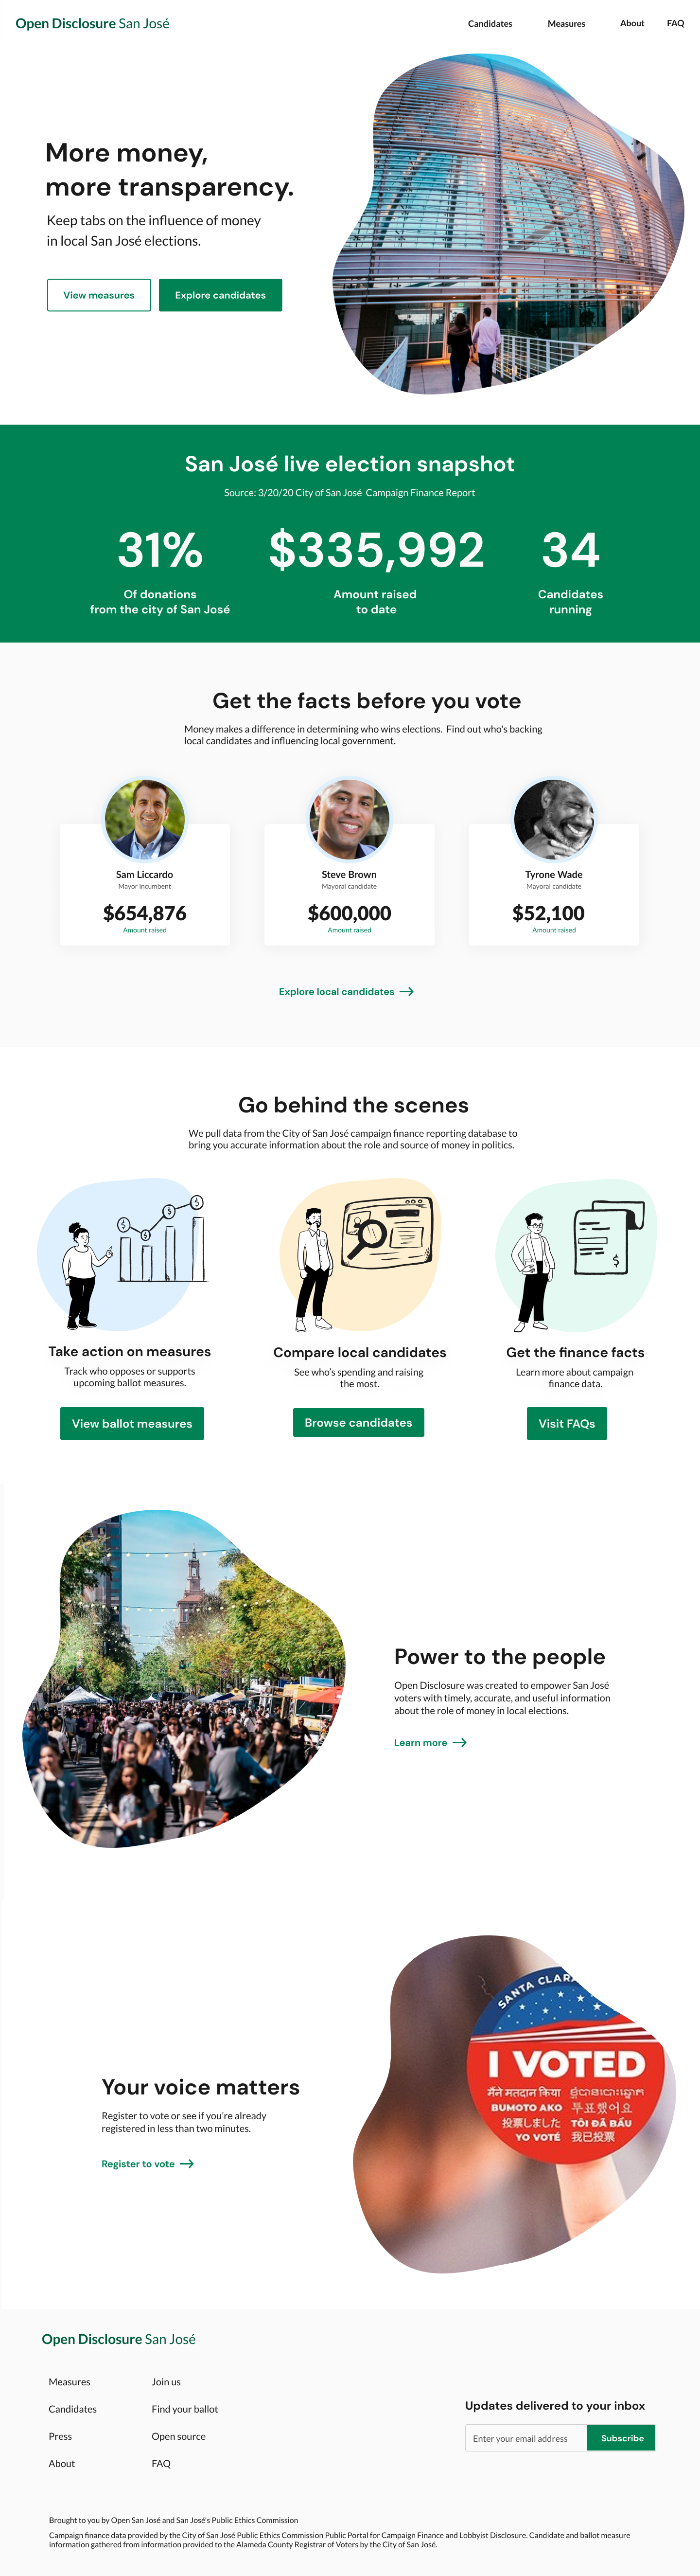 Open Disclosure San José
Candidates
Measures
About
FAQ
More money,
more transparency.
Keep tabs on the influence of money
in local San José elections.
View measures
Explore candidates
San José live election snapshot
Source: 3/20/20 City of San José Campaign Finance Report
31%
Of donations
from the city of San José
$335,992
Amount raised
to date
34
Candidates
running
Get the facts before you vote
Money makes a difference in determining who wins elections. Find out who's backing
local candidates and influencing local government.
Sam Liccardo
Mayor Incumbent
$654,876
Amount raised
Steve Brown
Mayoral candidate
$600,000
Amount raised
Tyrone Wade
Mayoral candidate
$52,100
Amount raised
Explore local candidates
Go behind the scenes
We pull data from the City of San José campaign finance reporting database to
bring you accurate information about the role and source of money in politics.
$ $ $ $
$
Take action on measures
Track who opposes or supports
upcoming ballot measures.
View ballot measures
Compare local candidates
See who's spending and raising
the most.
Browse candidates
Get the finance facts
Learn more about campaign
finance data.
Visit FAQs
Power to the people
Open Disclosure was created to empower San José
voters with timely, accurate, and useful information
about the role of money in local elections.
Learn more
SANTA CLAR
I VOTED
मैंने मतदान किया
BUMOTO AKO 투표했어요
投票しました TÔI ĐÃ BẦU
YO VOTÉ 我已投票
Your voice matters
Register to vote or see if you're already
registered in less than two minutes.
Register to vote
Open Disclosure San José
Measures
Candidates
Press
About
Join us
Find your ballot
Open source
FAQ
Updates delivered to your inbox
Enter your email address
Subscribe
Brought to you by Open San José and San José's Public Ethics Commission
Campaign finance data provided by the City of San José Public Ethics Commission Public Portal for Campaign Finance and Lobbyist Disclosure. Candidate and ballot measure
information gathered from information provided to the Alameda County Registrar of Voters by the City of San José.